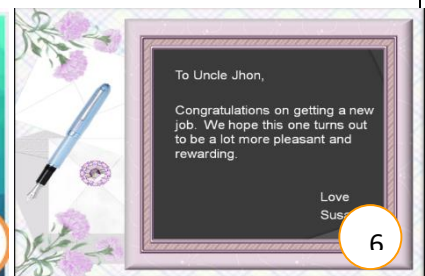 To Uncle Jhon,
Congratulations on getting a new
job. We hope this one turns out
to be a lot more pleasant and
rewarding.
Love
6